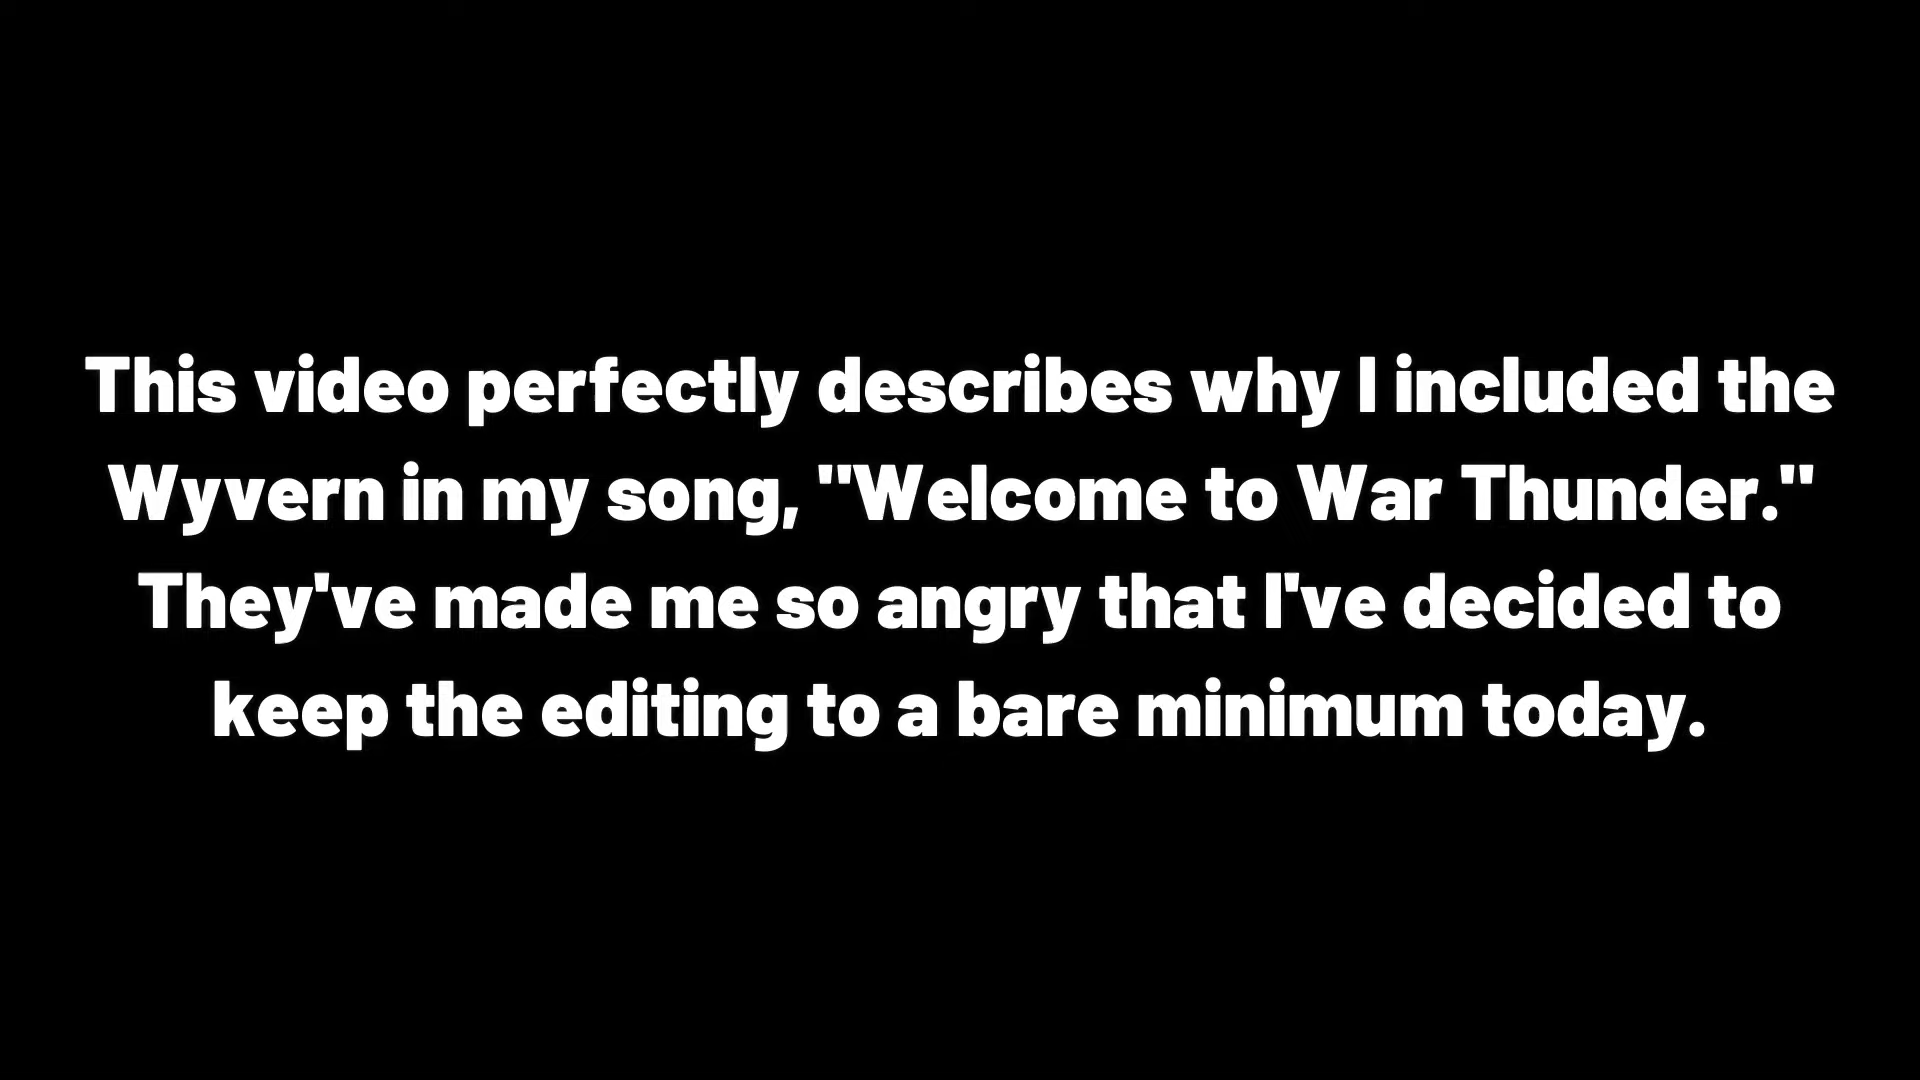 This video perfectly describes why I included the
Wyvern in my song, "Welcome to War Thunder."
They've made me so angry that I've decided to
keep the editing to a bare minimum today.